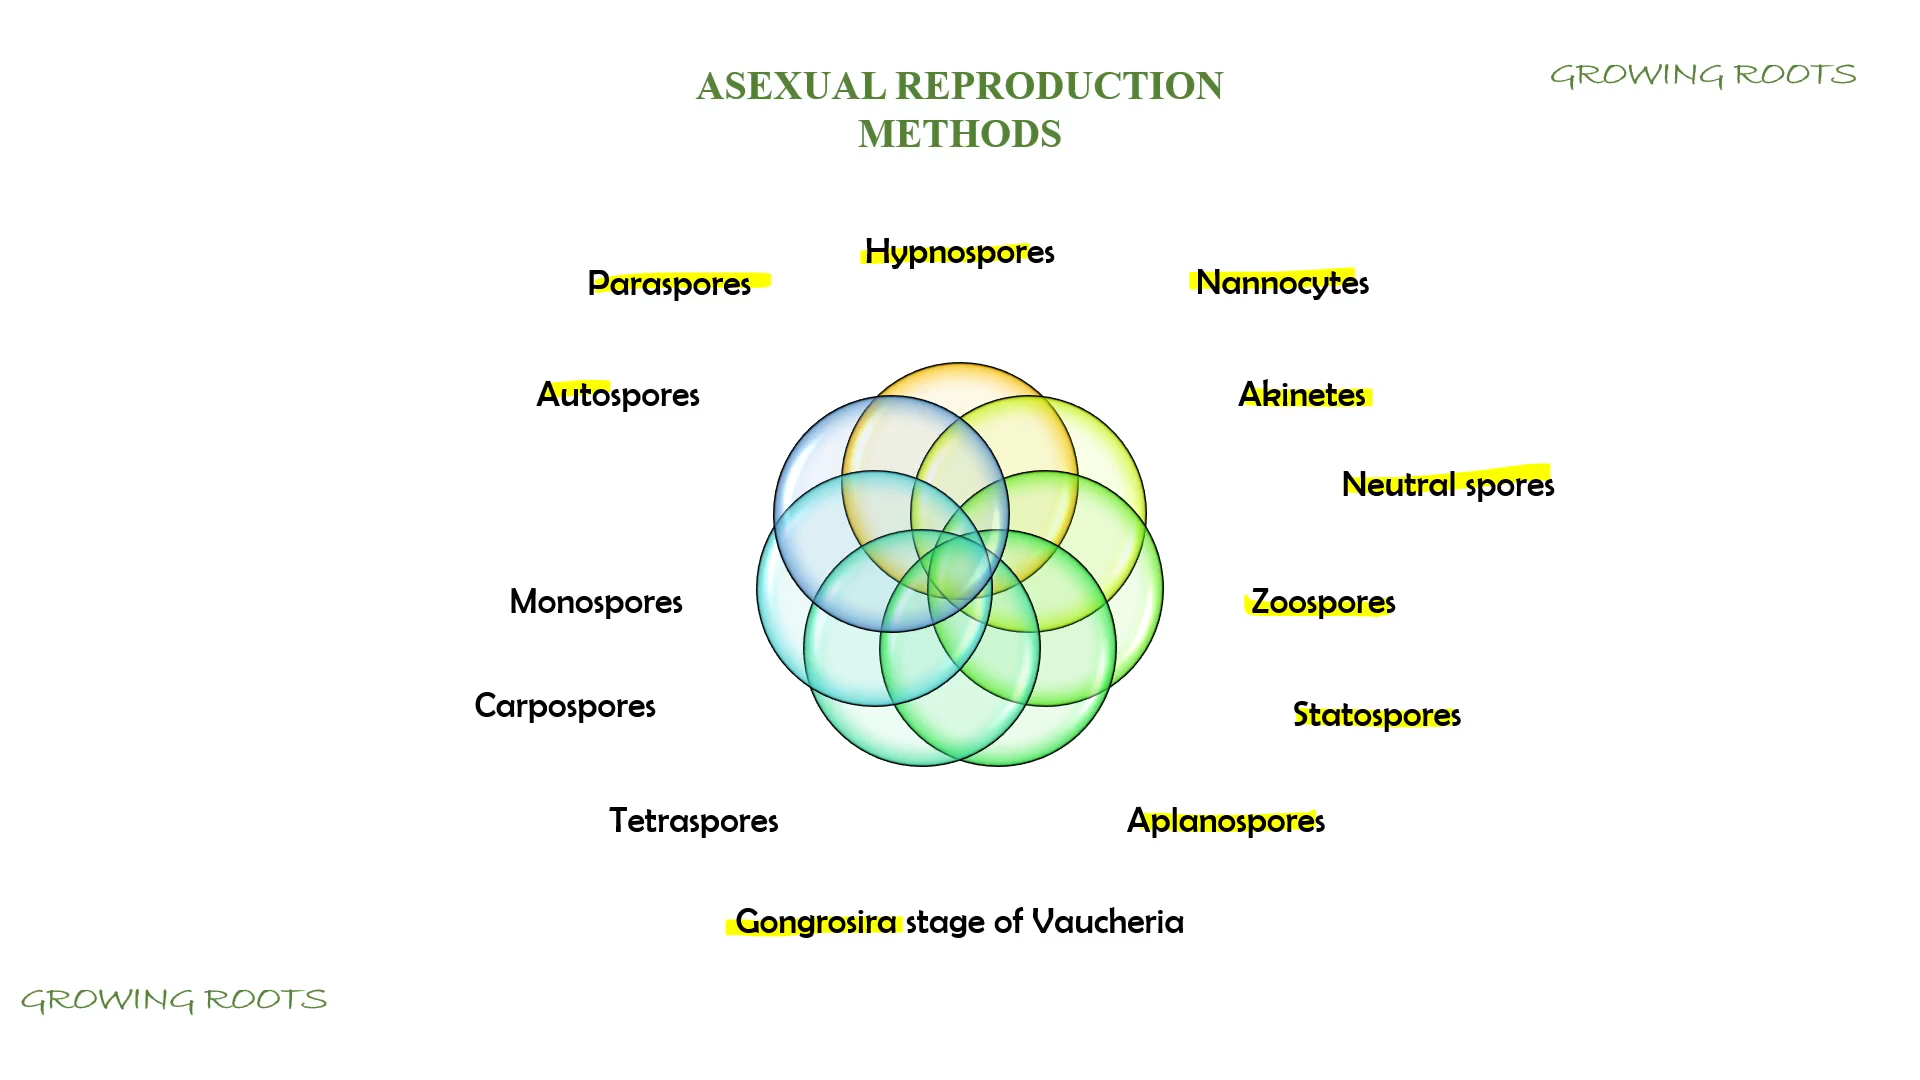 ASEXUAL REPRODUCTION
METHODS
GROWING ROOTS
Hypnospores
Paraspores
Nannocytes
Autospores
Akinetes
Neutral spores
Monospores
Zoospores
Carpospores
Statospores
Tetraspores
Aplanospores
Gongrosira stage of Vaucheria
GROWING ROOTS